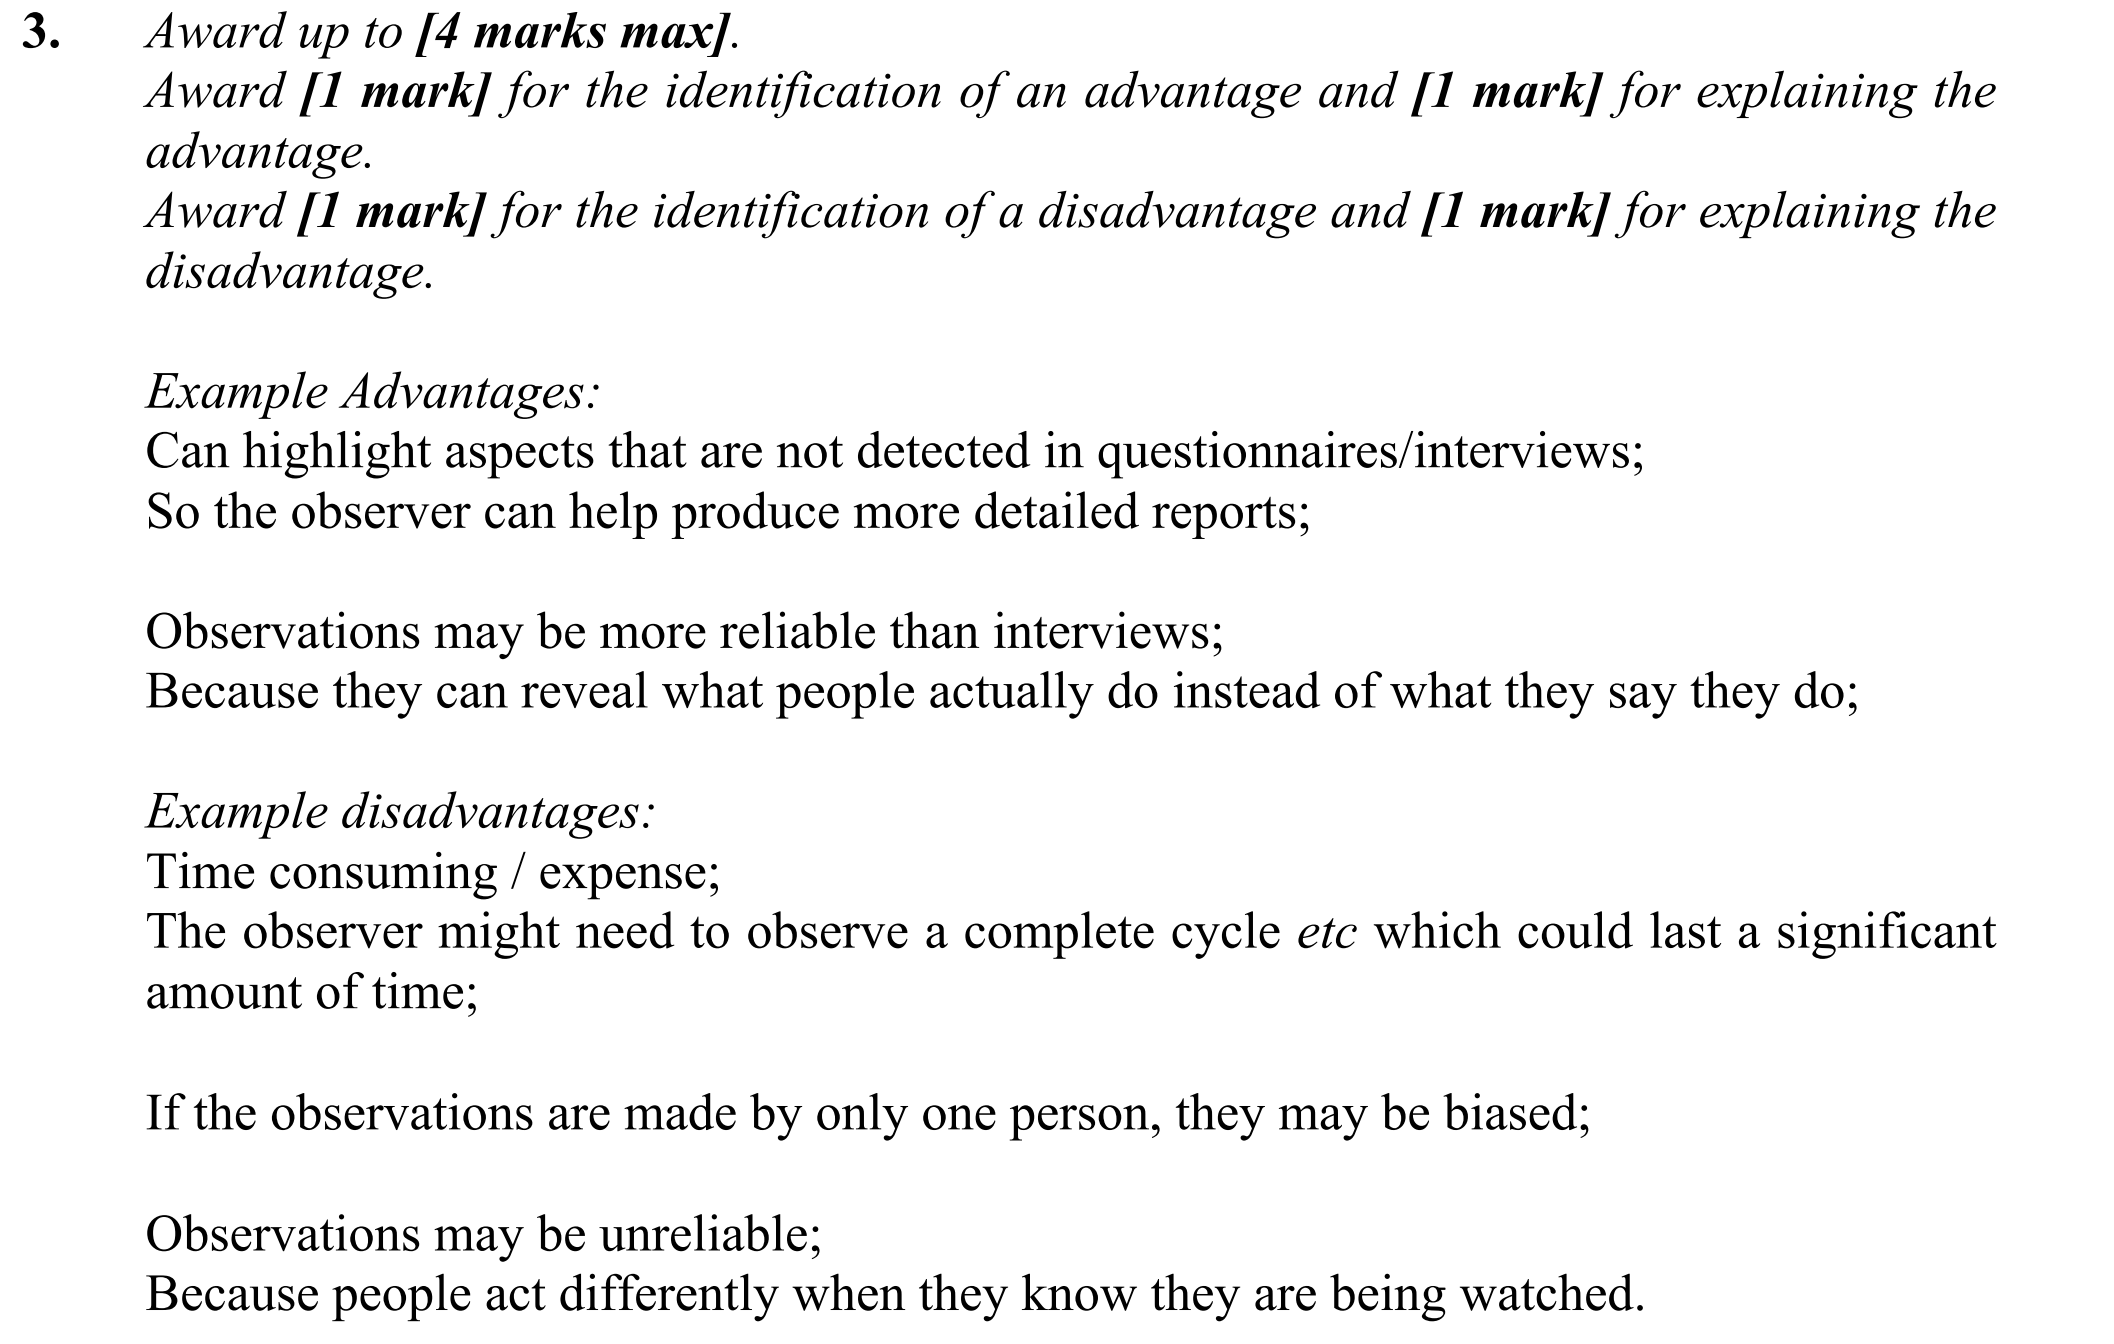 3. Award up to [4 marks max].
Award [1 mark] for the identification of an advantage and [1 mark] for explaining the
advantage.
Award [1 mark] for the identification of a disadvantage and [1 mark] for explaining the
disadvantage.
Example Advantages:
Can highlight aspects that are not detected in questionnaires/interviews;
So the observer can help produce more detailed reports;
Observations may be more reliable than interviews;
Because they can reveal what people actually do instead of what they say they do;
Example disadvantages:
Time consuming / expense;
The observer might need to observe a complete cycle etc which could last a significant
amount of time;
If the observations are made by only one person, they may be biased;
Observations may be unreliable;
Because people act differently when they know they are being watched.